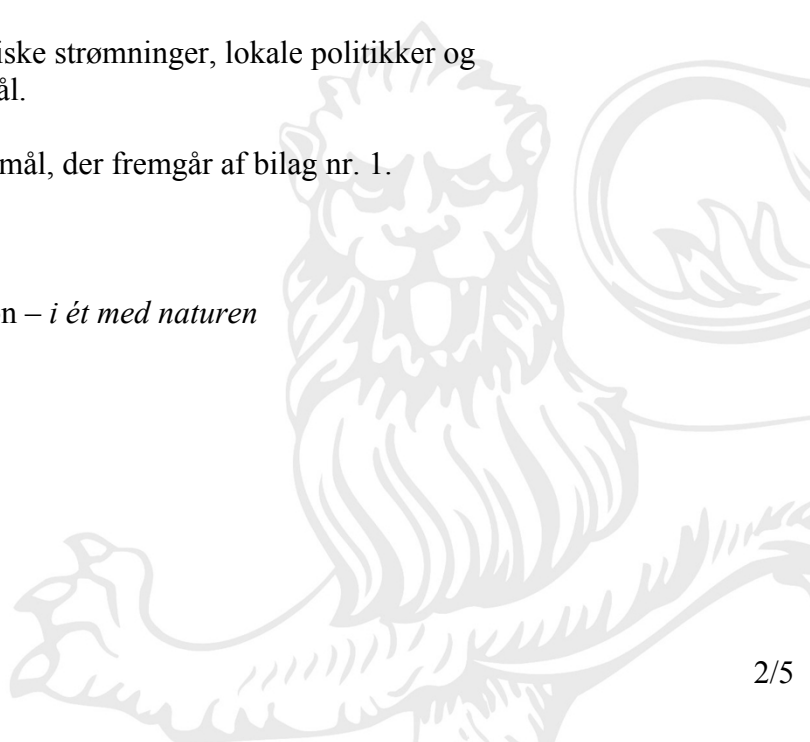 iske strømninger, lokale politikker og
ål.
mål, der fremgår af bilag nr. 1.
n – i ét med naturen
2/5